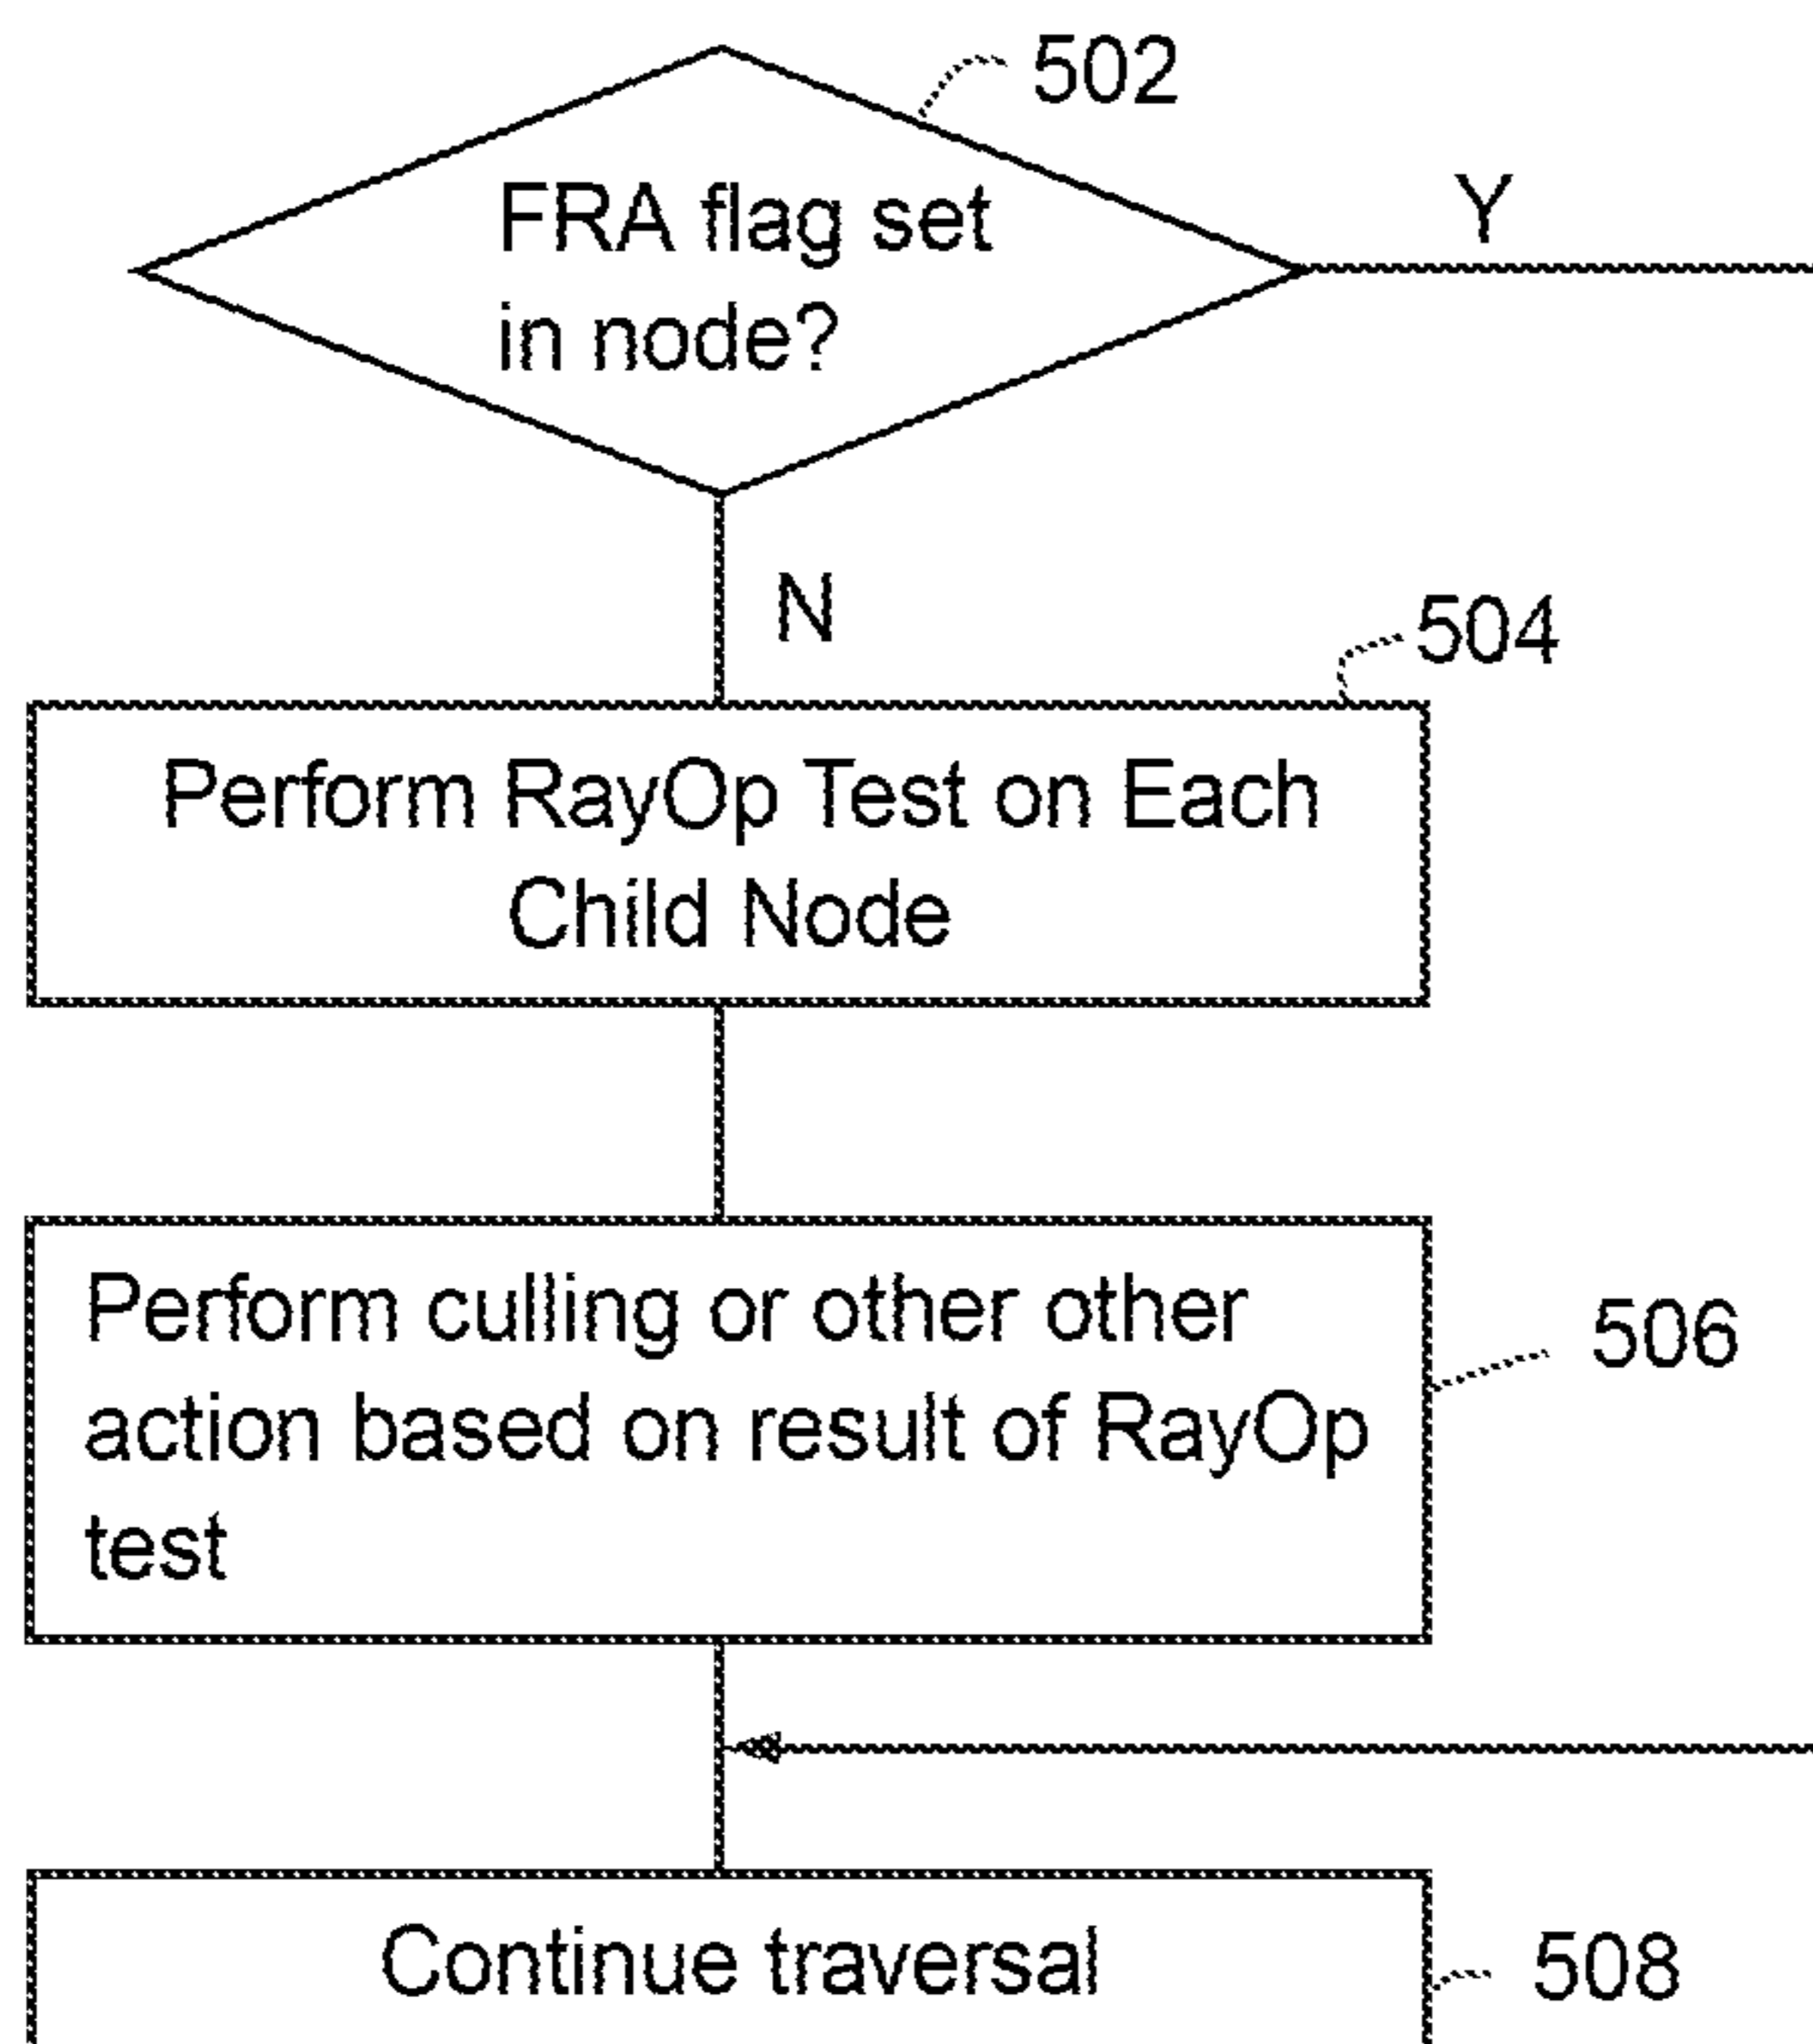 502
FRA flag set
in node?
Y
N
504
Perform RayOp Test on Each
Child Node
Perform culling or other other
action based on result of RayOp
test
506
Continue traversal
508